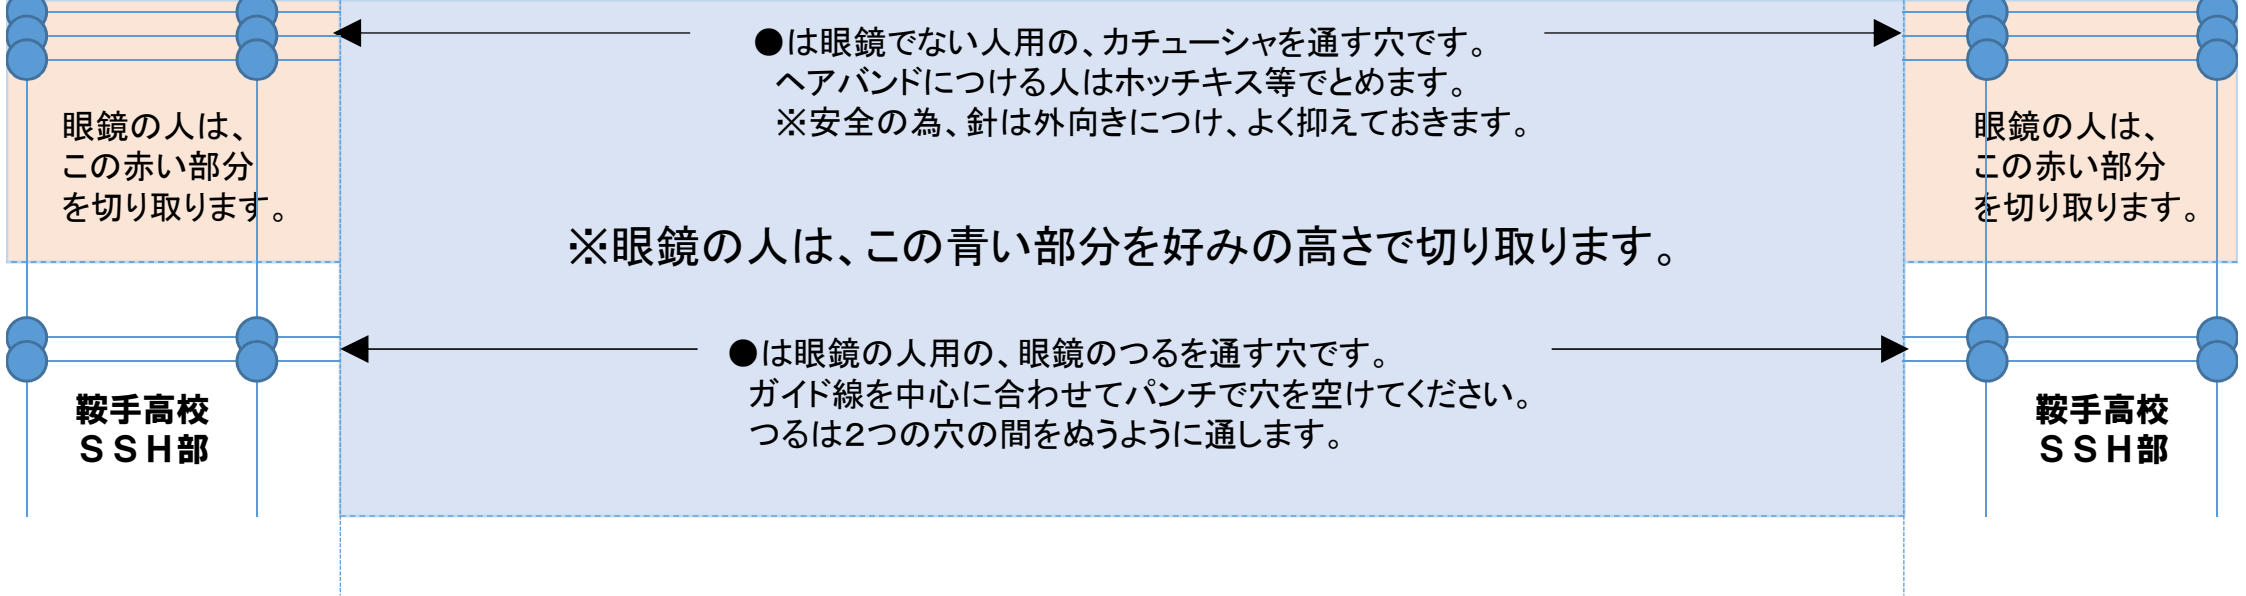 ●は眼鏡でない人用の、カチューシャを通す穴です。
ヘアバンドにつける人はホッチキス等でとめます。
※安全の為、針は外向きにつけ、よく抑えておきます。
眼鏡の人は、
この赤い部分
を切り取ります。
眼鏡の人は、
この赤い部分
を切り取ります。
※眼鏡の人は、この青い部分を好みの高さで切り取ります。
●は眼鏡の人用の、眼鏡のつるを通す穴です。
ガイド線を中心に合わせてパンチで穴を空けてください。
つるは２つの穴の間をぬうように通します。
鞍手高校
ＳＳＨ部
鞍手高校
ＳＳＨ部